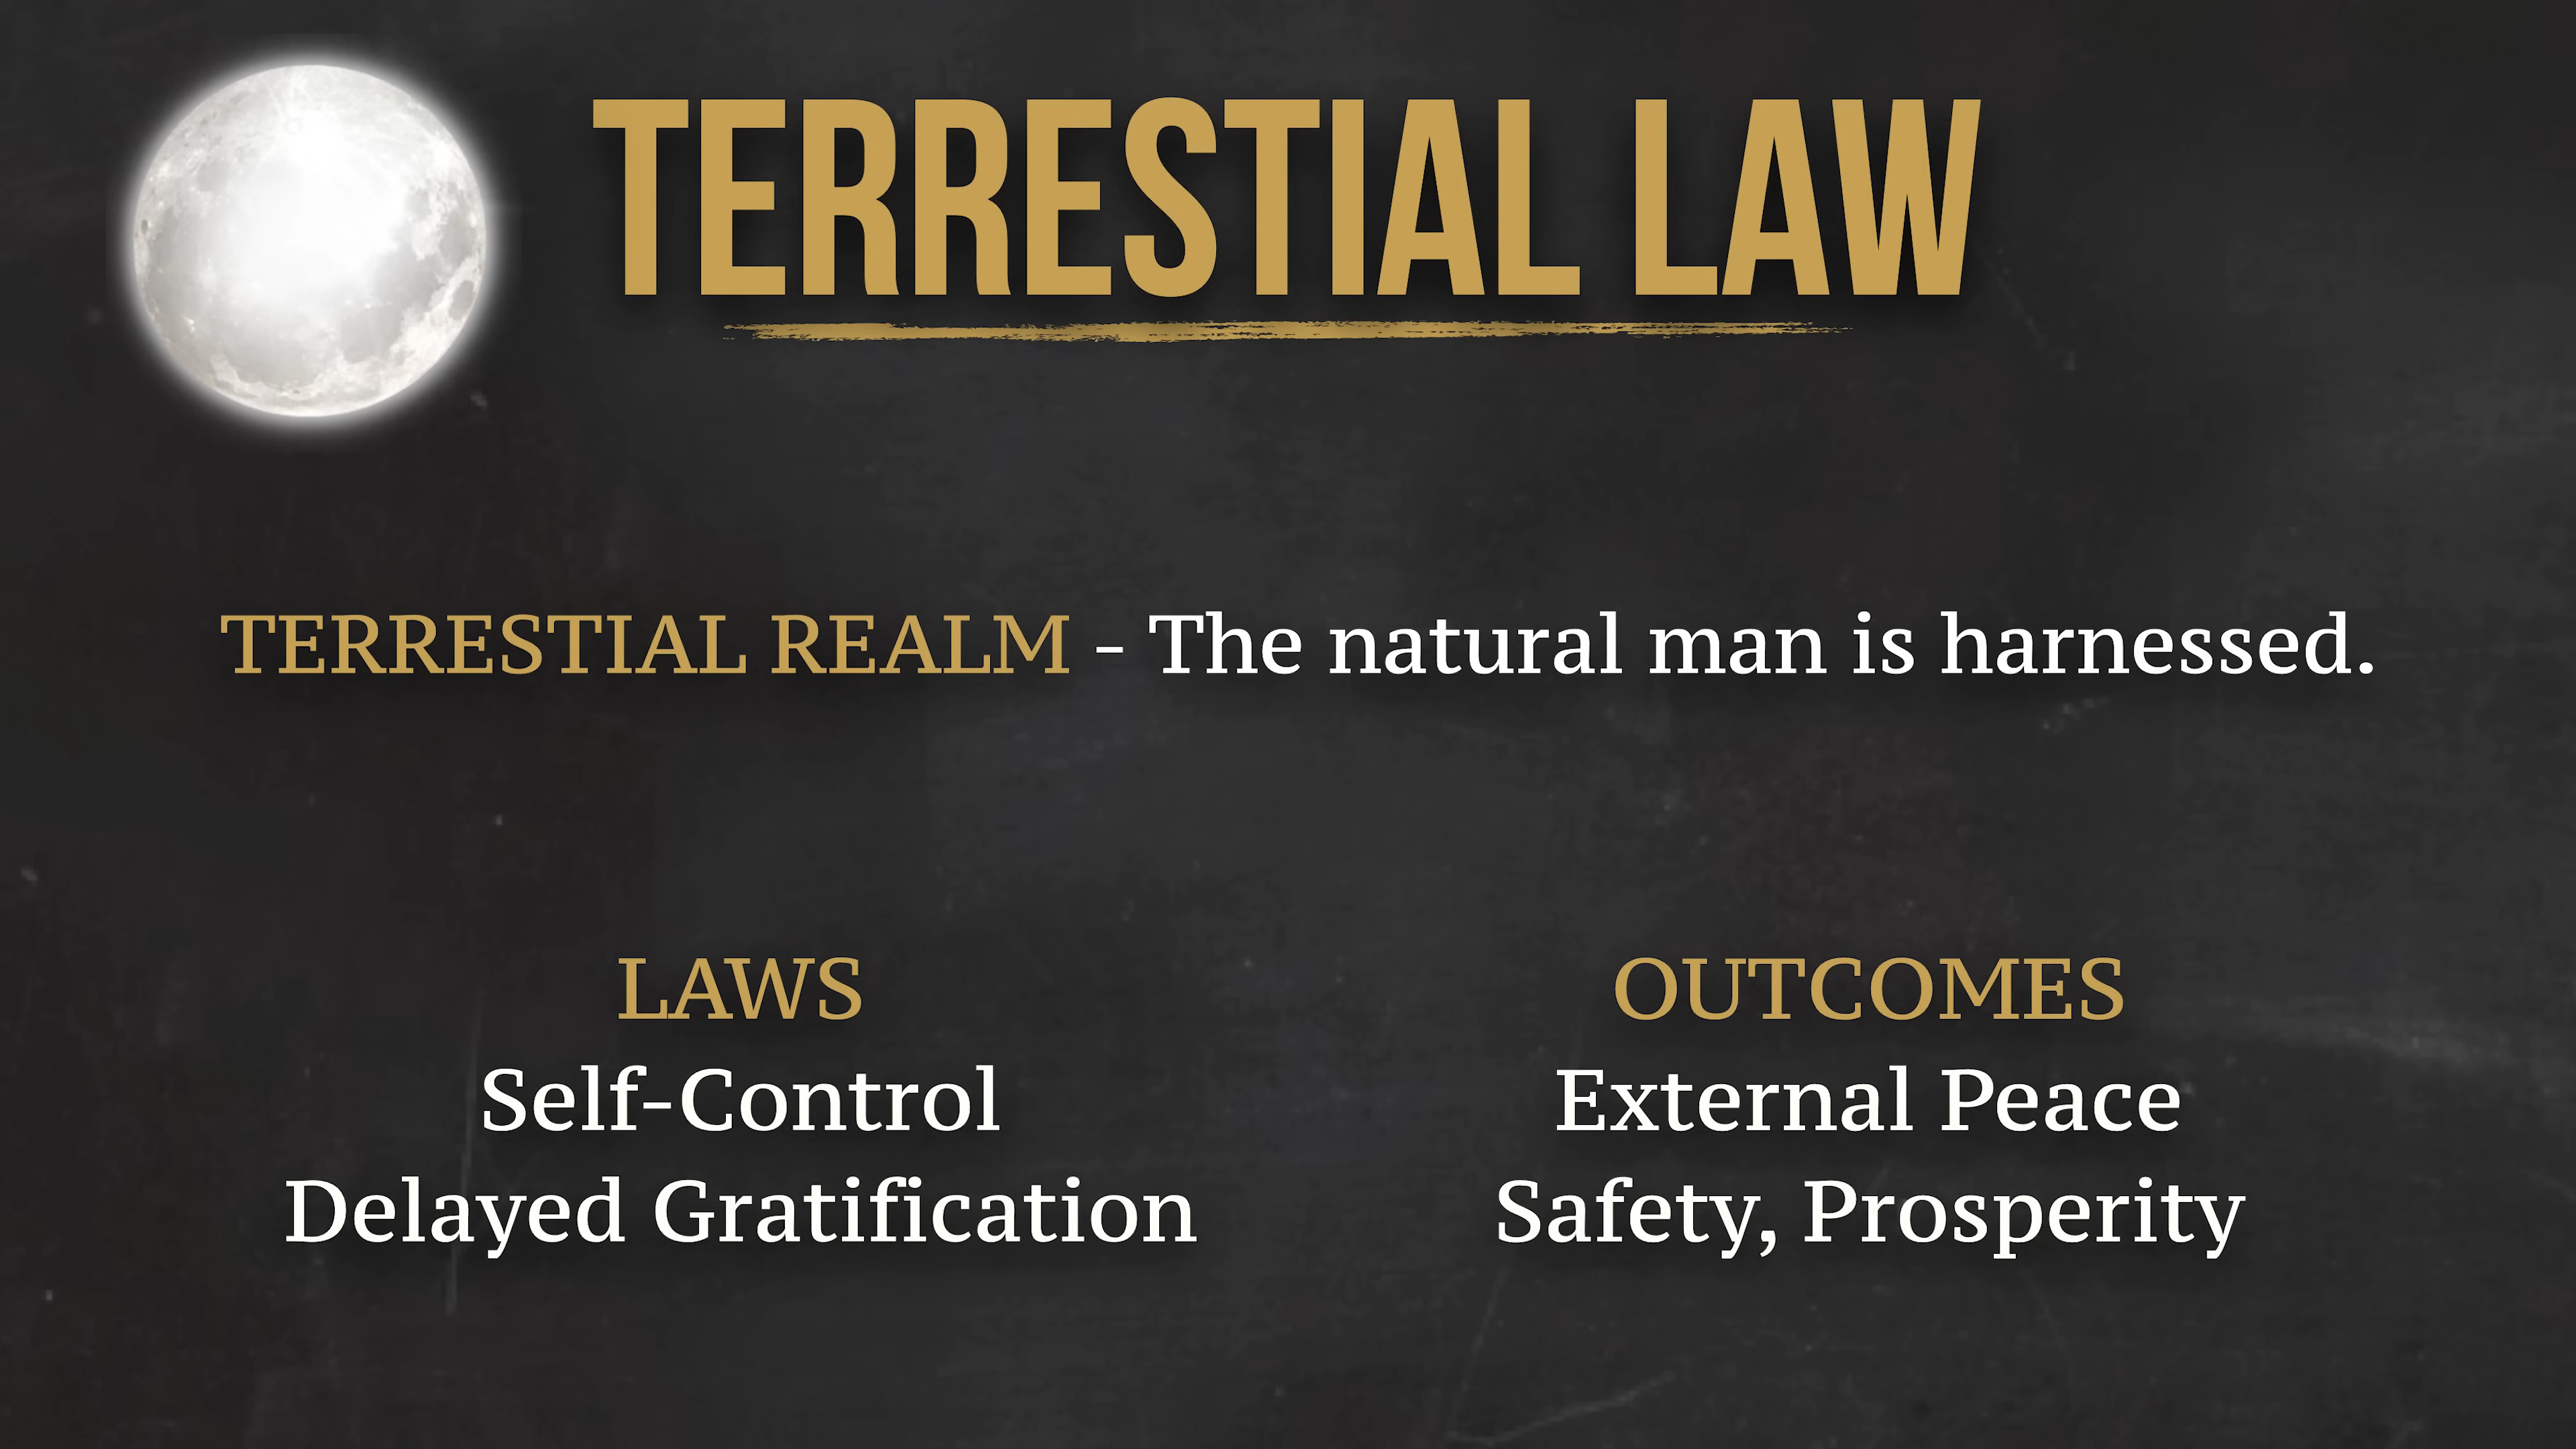 TERRESTIAL LAW
TERRESTIAL REALM - The natural man is harnessed.
LAWS
Self-Control
Delayed Gratification
OUTCOMES
External Peace
Safety, Prosperity